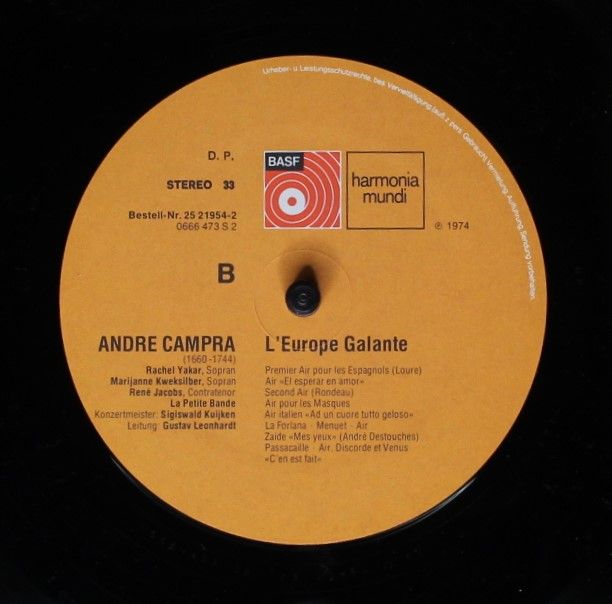 Urheber- u Leistungsschutzrechte, bes. Vervielfältigung (auß. z. pers. Gebrauch), Vermietung, Aufführung, Sendung vorbehalten.
D. P.
STEREO 33
Bestell-Nr. 25 21954-2
0666 473 S 2
BASF
harmonia
mundi
℗ 1974
B
ANDRE CAMPRA
(1660-1744)
Rachel Yakar, Sopran
Marijanne Kweksilber, Sopran
René Jacobs, Contratenor
La Petite Bande
Konzertmeister: Sigiswald Kuijken
Leitung: Gustav Leonhardt
L'Europe Galante
Premier Air pour les Espagnols (Loure)
Air «El esperar en amor»
Second Air (Rondeau)
Air pour les Masques
Air italien «Ad un cuore tutto geloso»
La Forlana · Menuet · Air
Zaïde «Mes yeux» (André Destouches)
Passacaille · Air, Discorde et Venus
«C'en est fait»